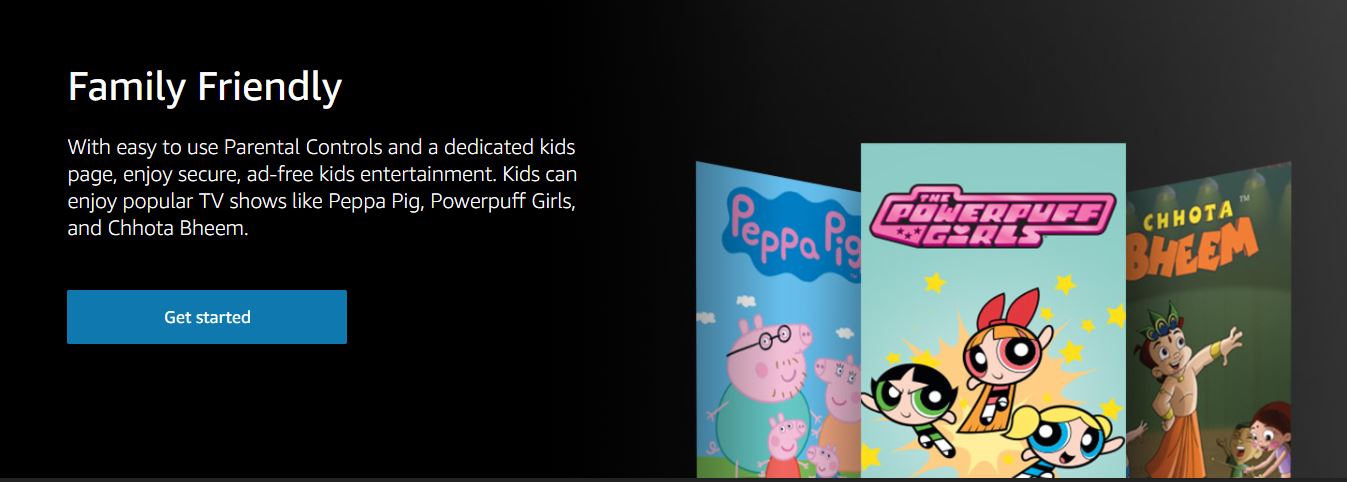 Family Friendly
With easy to use Parental Controls and a dedicated kids
page, enjoy secure, ad-free kids entertainment. Kids can
enjoy popular TV shows like Peppa Pig, Powerpuff Girls,
and Chhota Bheem.
Get started
Peppa Pig
THE
POWERPUFF
GIRLS
CHHOTA™
BHEEM